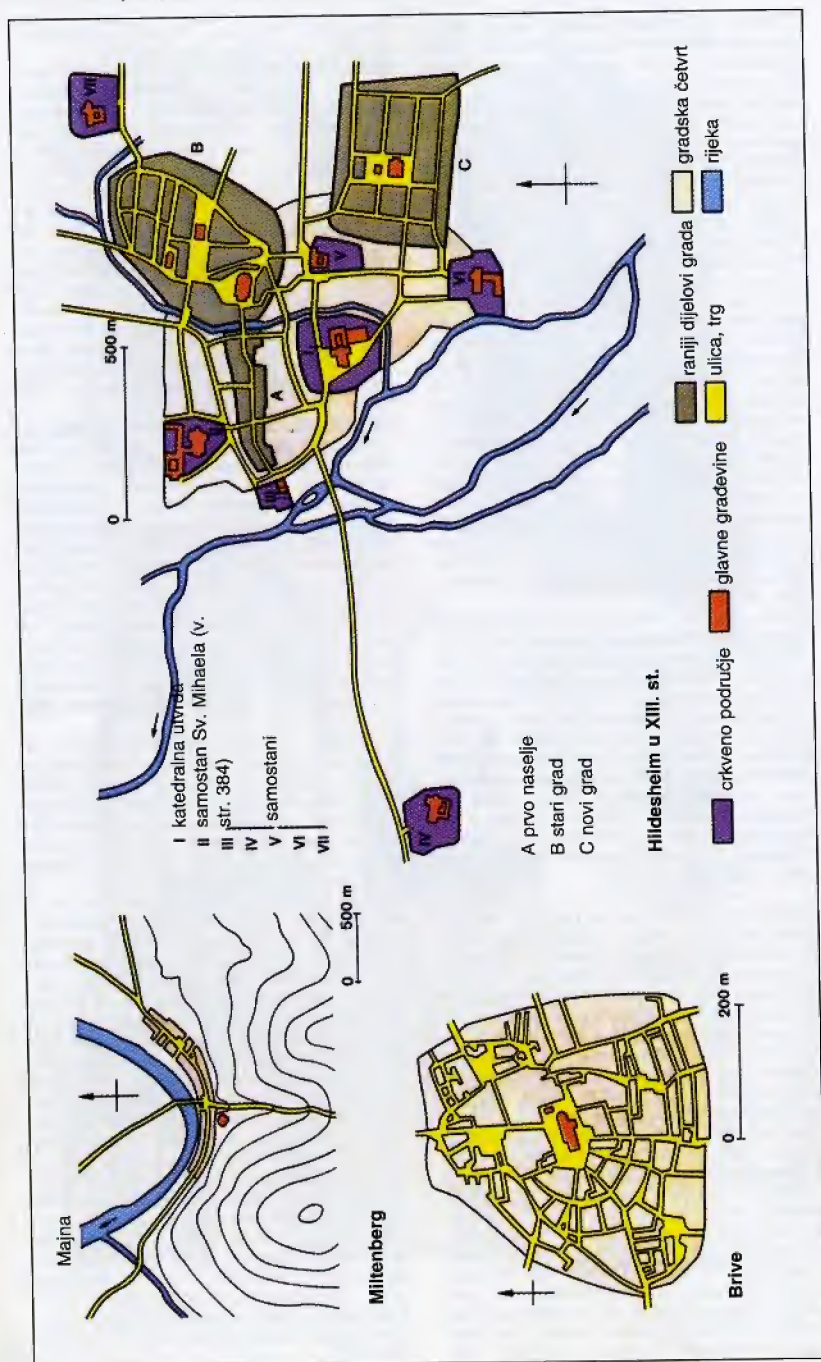 Majna
500 m
0
Miltenberg
200 m
0
Brive
0
500 m
I katedralna utvrda
II samostan Sv. Mihaela (v.
III str. 384)
IV
V samostani
VI
VII
A prvo naselje
B stari grad
C novi grad
Hildesheim u XIII. st.
A
B
C
I
III
IV
V
VI
VII
crkveno područje
glavne građevine
raniji dijelovi grada
ulica, trg
gradska četvrt
rijeka